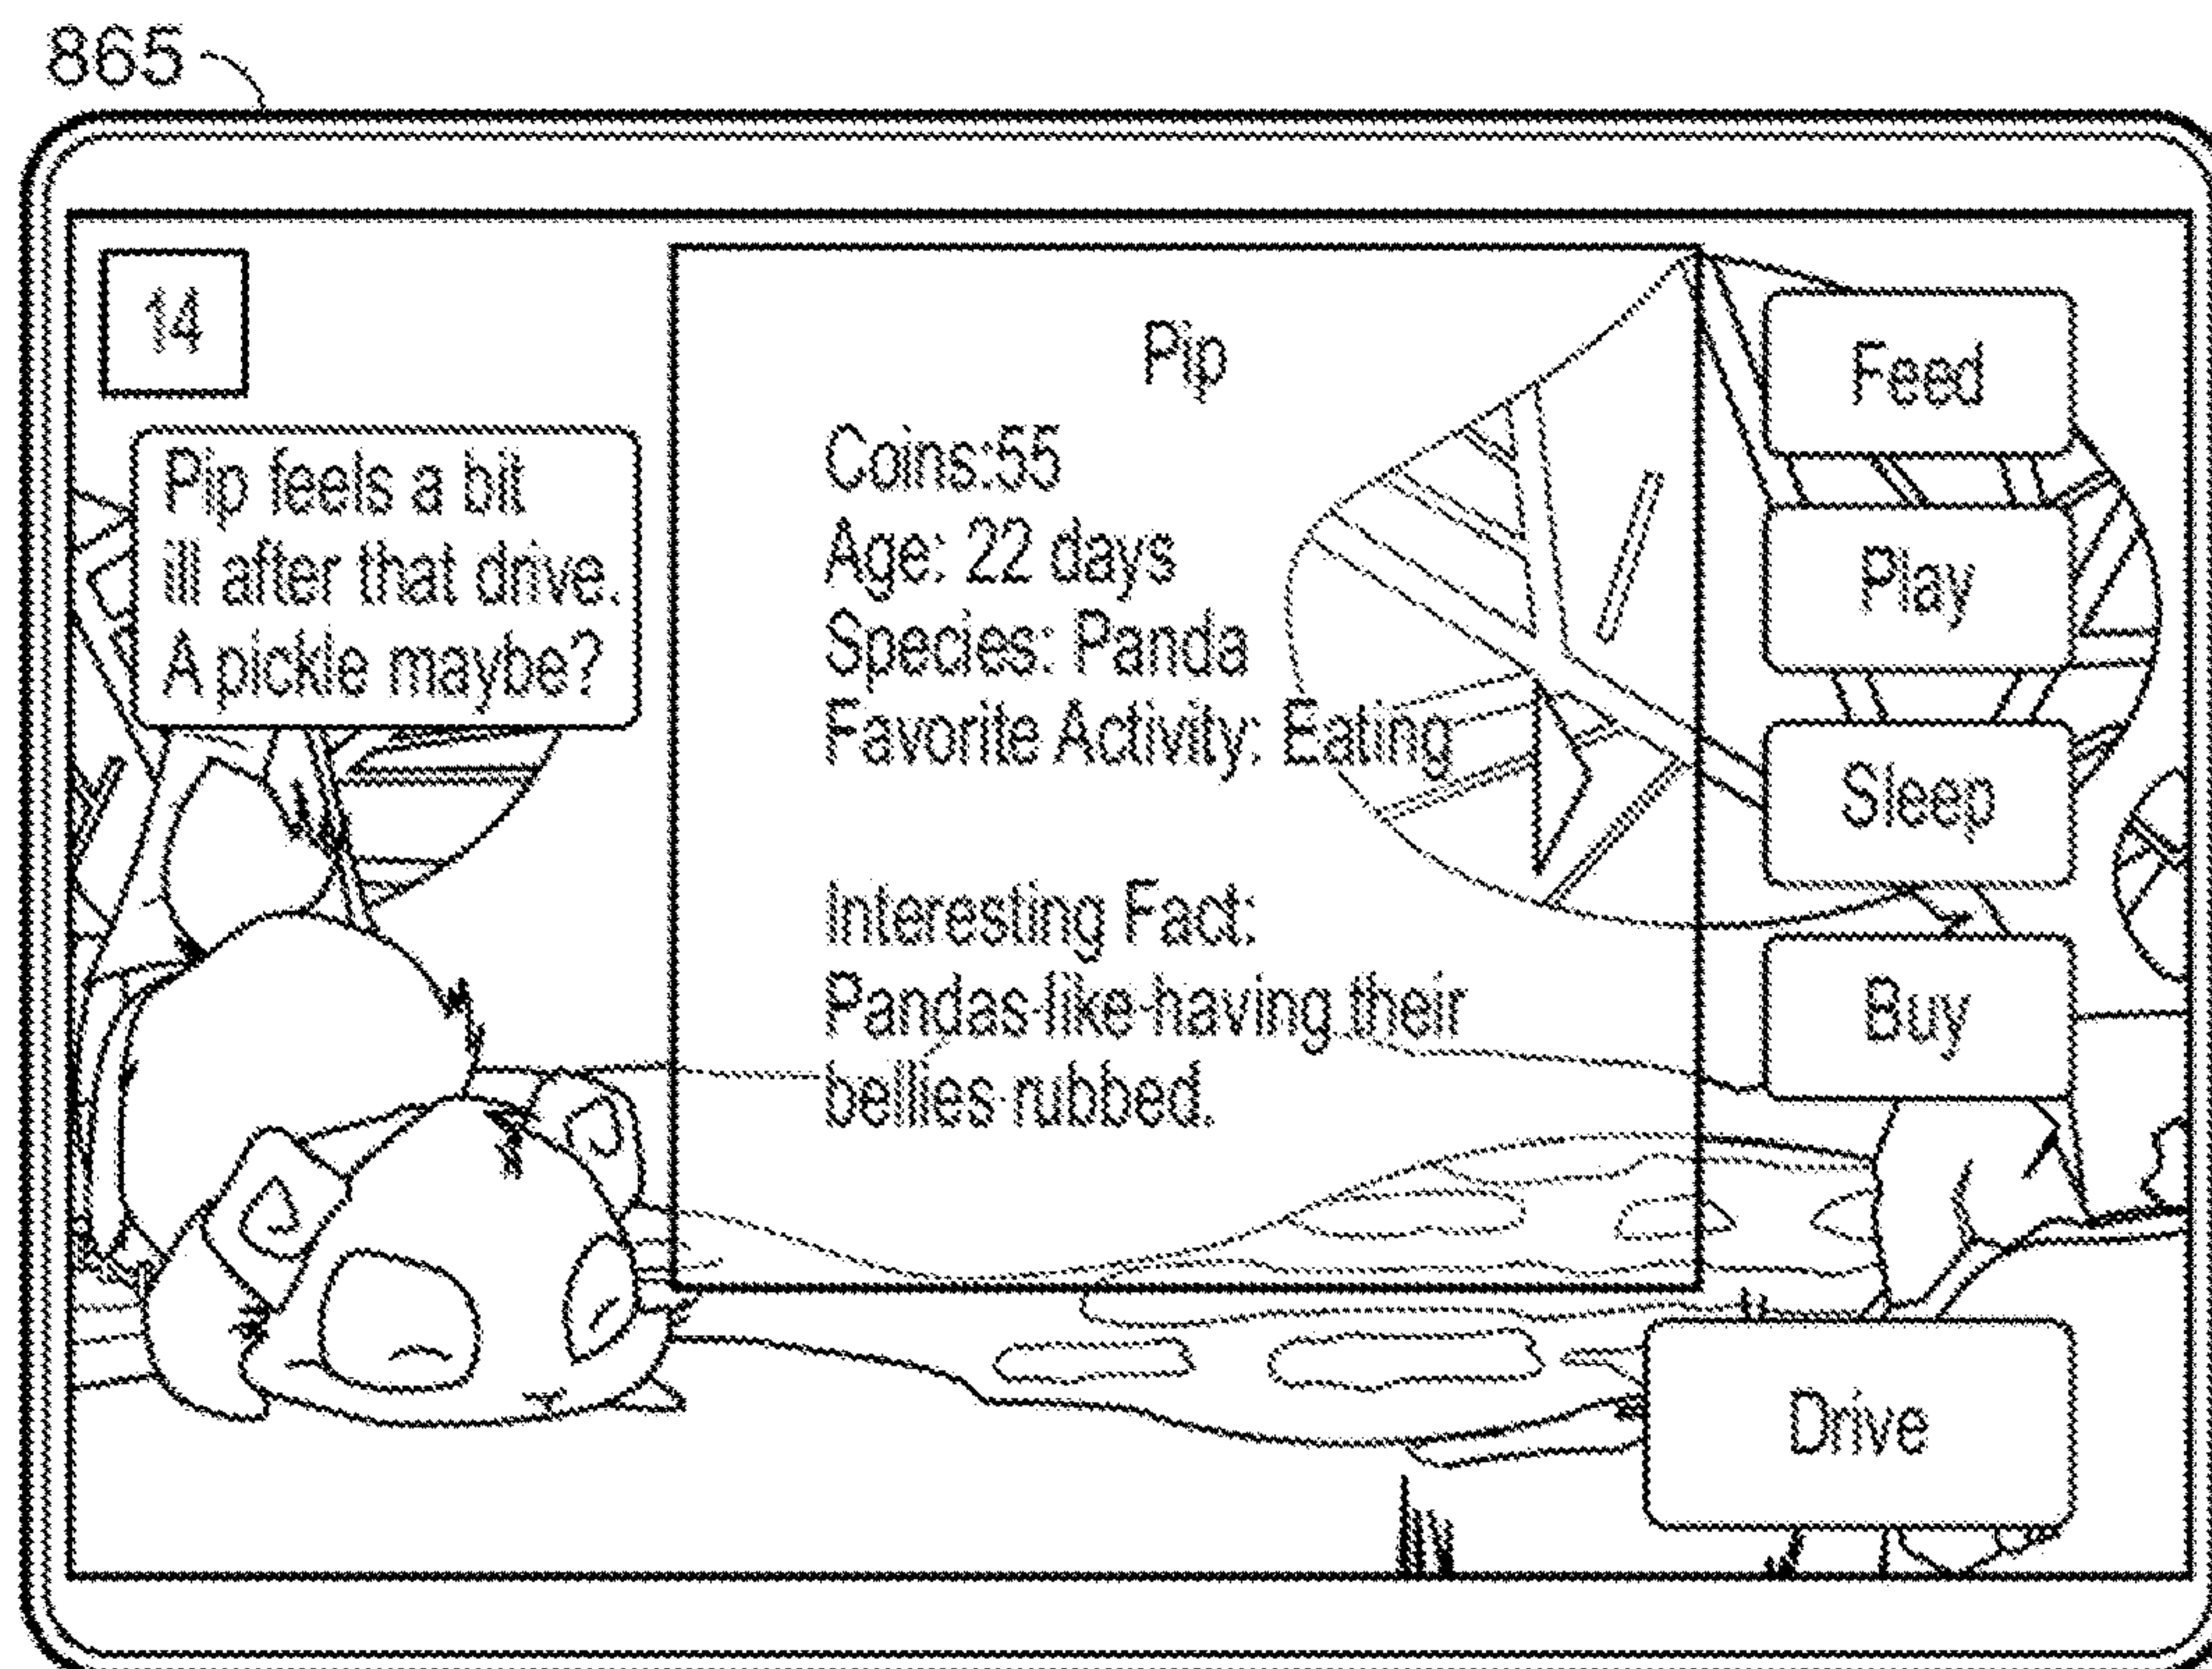 865
14
Pip feels a bit
ill after that drive.
A pickle maybe?
Pip
Coins:55
Age: 22 days
Species: Panda
Favorite Activity: Eating
Interesting Fact:
Pandas like having their
bellies rubbed.
Feed
Play
Sleep
Buy
Drive